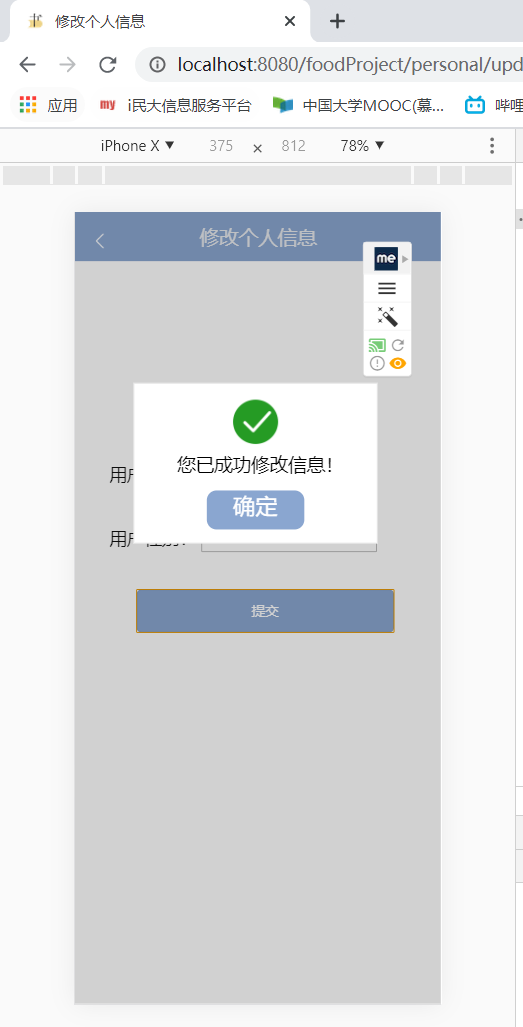 修改个人信息
localhost:8080/foodProject/personal/upd
应用 my i民大信息服务平台 中国大学MOOC(慕... 哔哩
iPhone X ▼ 375 × 812 78% ▼
修改个人信息
me
您已成功修改信息！
用户
确定
用户性别：
提交